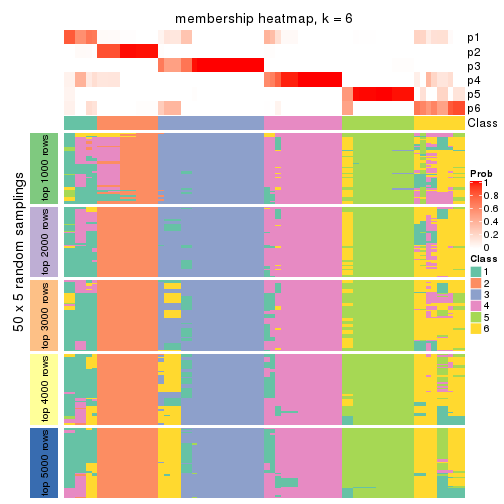 membership heatmap, k = 6
p1
p2
p3
p4
p5
p6
Class
50 x 5 random samplings
top 1000 rows
top 2000 rows
top 3000 rows
top 4000 rows
top 5000 rows
Prob
1
0.8
0.6
0.4
0.2
0
Class
1
2
3
4
5
6